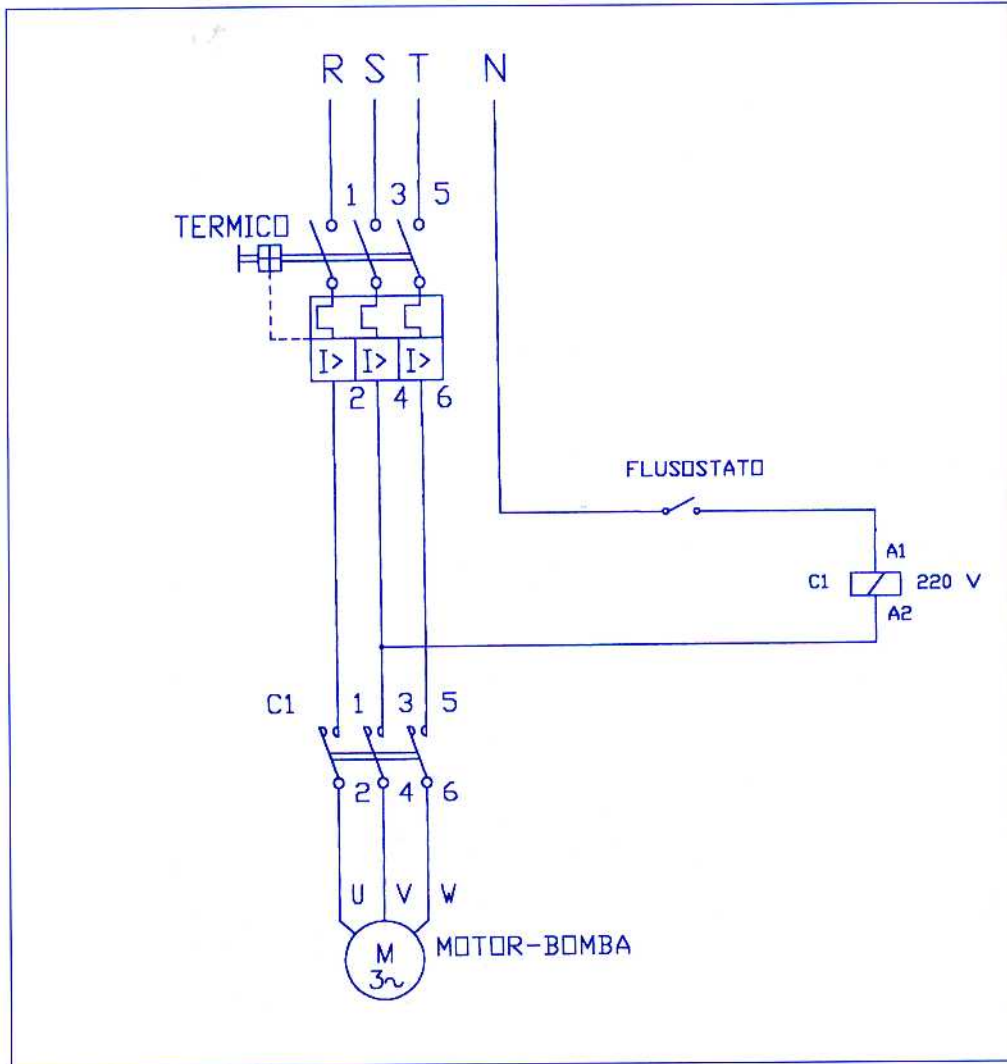 R S T N
1 3 5
TERMICO
I> I> I>
2 4 6
FLUSOSTATO
A1
C1 220 V
A2
C1 1 3 5
2 4 6
U V W
M
3~
MOTOR-BOMBA